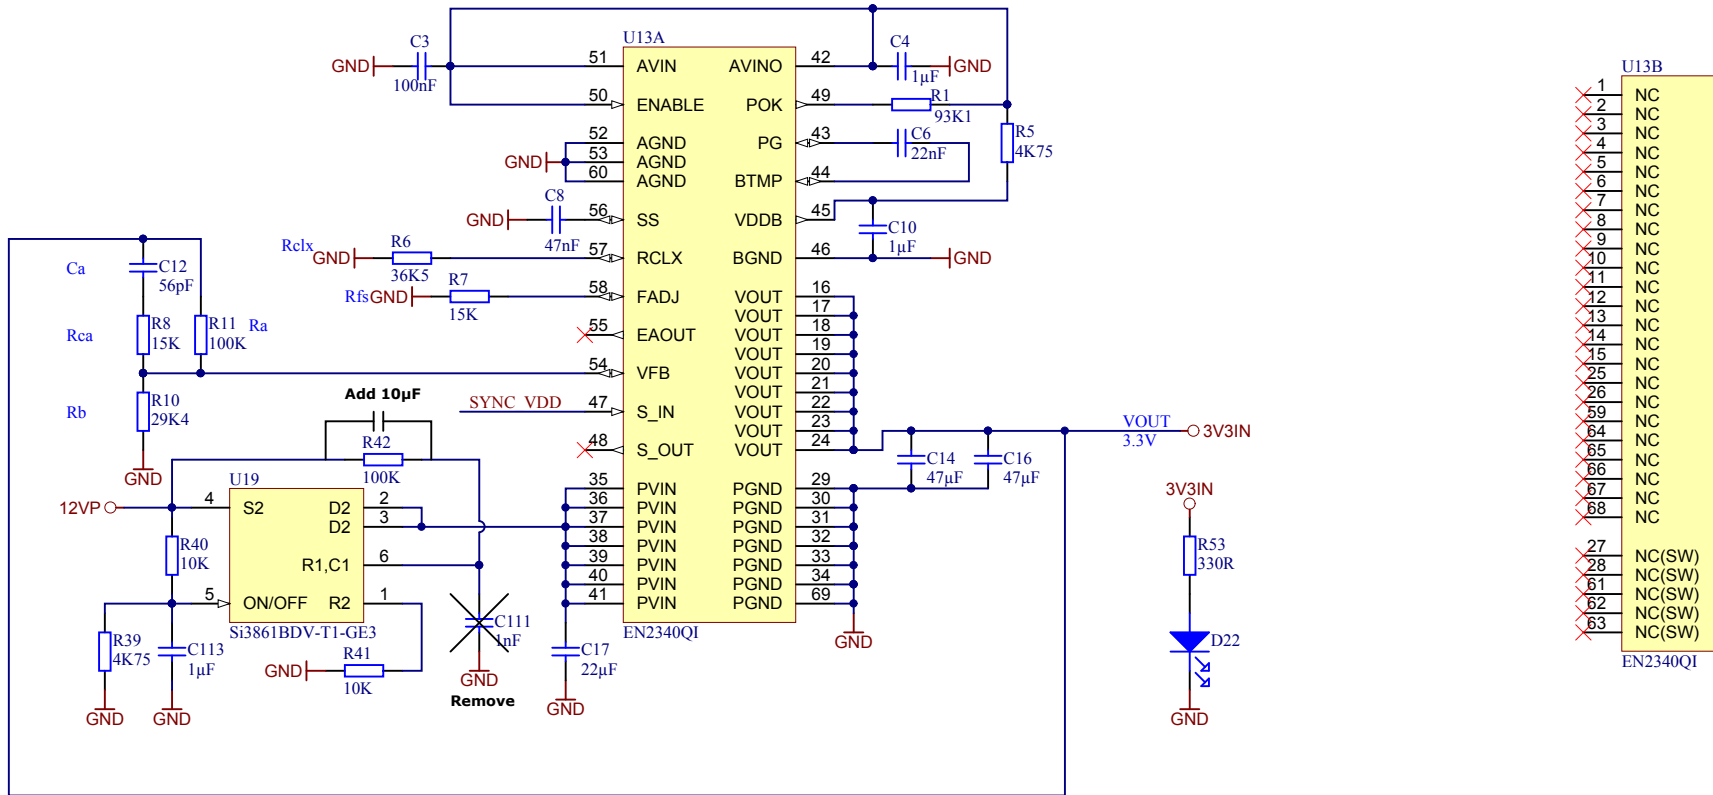 U13A
C3
GND
100nF
51
AVIN
50
ENABLE
52
AGND
53
AGND
60
AGND
GND
C8
GND
47nF
56
SS
Rclx
GND
R6
36K5
57
RCLX
Rfs
GND
R7
15K
58
FADJ
55
EAOUT
54
VFB
SYNC_VDD
47
S_IN
48
S_OUT
35
PVIN
36
PVIN
37
PVIN
38
PVIN
39
PVIN
40
PVIN
41
PVIN
EN2340QI
AVINO
42
C4
1µF
GND
POK
49
R1
93K1
PG
43
C6
22nF
BTMP
44
R5
4K75
VDDB
45
C10
1µF
BGND
46
GND
VOUT
16
VOUT
17
VOUT
18
VOUT
19
VOUT
20
VOUT
21
VOUT
22
VOUT
23
VOUT
24
PGND
29
PGND
30
PGND
31
PGND
32
PGND
33
PGND
34
PGND
69
GND
C14
47µF
C16
47µF
VOUT
3.3V
3V3IN
3V3IN
R53
330R
D22
GND
Ca
C12
56pF
Rca
R8
15K
R11
100K
Ra
Rb
R10
29K4
GND
Add 10µF
R42
100K
U19
12VP
4
S2
D2
2
D2
3
R40
10K
R1,C1
6
5
ON/OFF
R2
1
Si3861BDV-T1-GE3
R39
4K75
GND
C113
1µF
GND
GND
R41
10K
C111
1nF
GND
Remove
C17
22µF
GND
U13B
1
NC
2
NC
3
NC
4
NC
5
NC
6
NC
7
NC
8
NC
9
NC
10
NC
11
NC
12
NC
13
NC
14
NC
15
NC
25
NC
26
NC
59
NC
64
NC
65
NC
66
NC
67
NC
68
NC
27
NC(SW)
28
NC(SW)
61
NC(SW)
62
NC(SW)
63
NC(SW)
EN2340QI